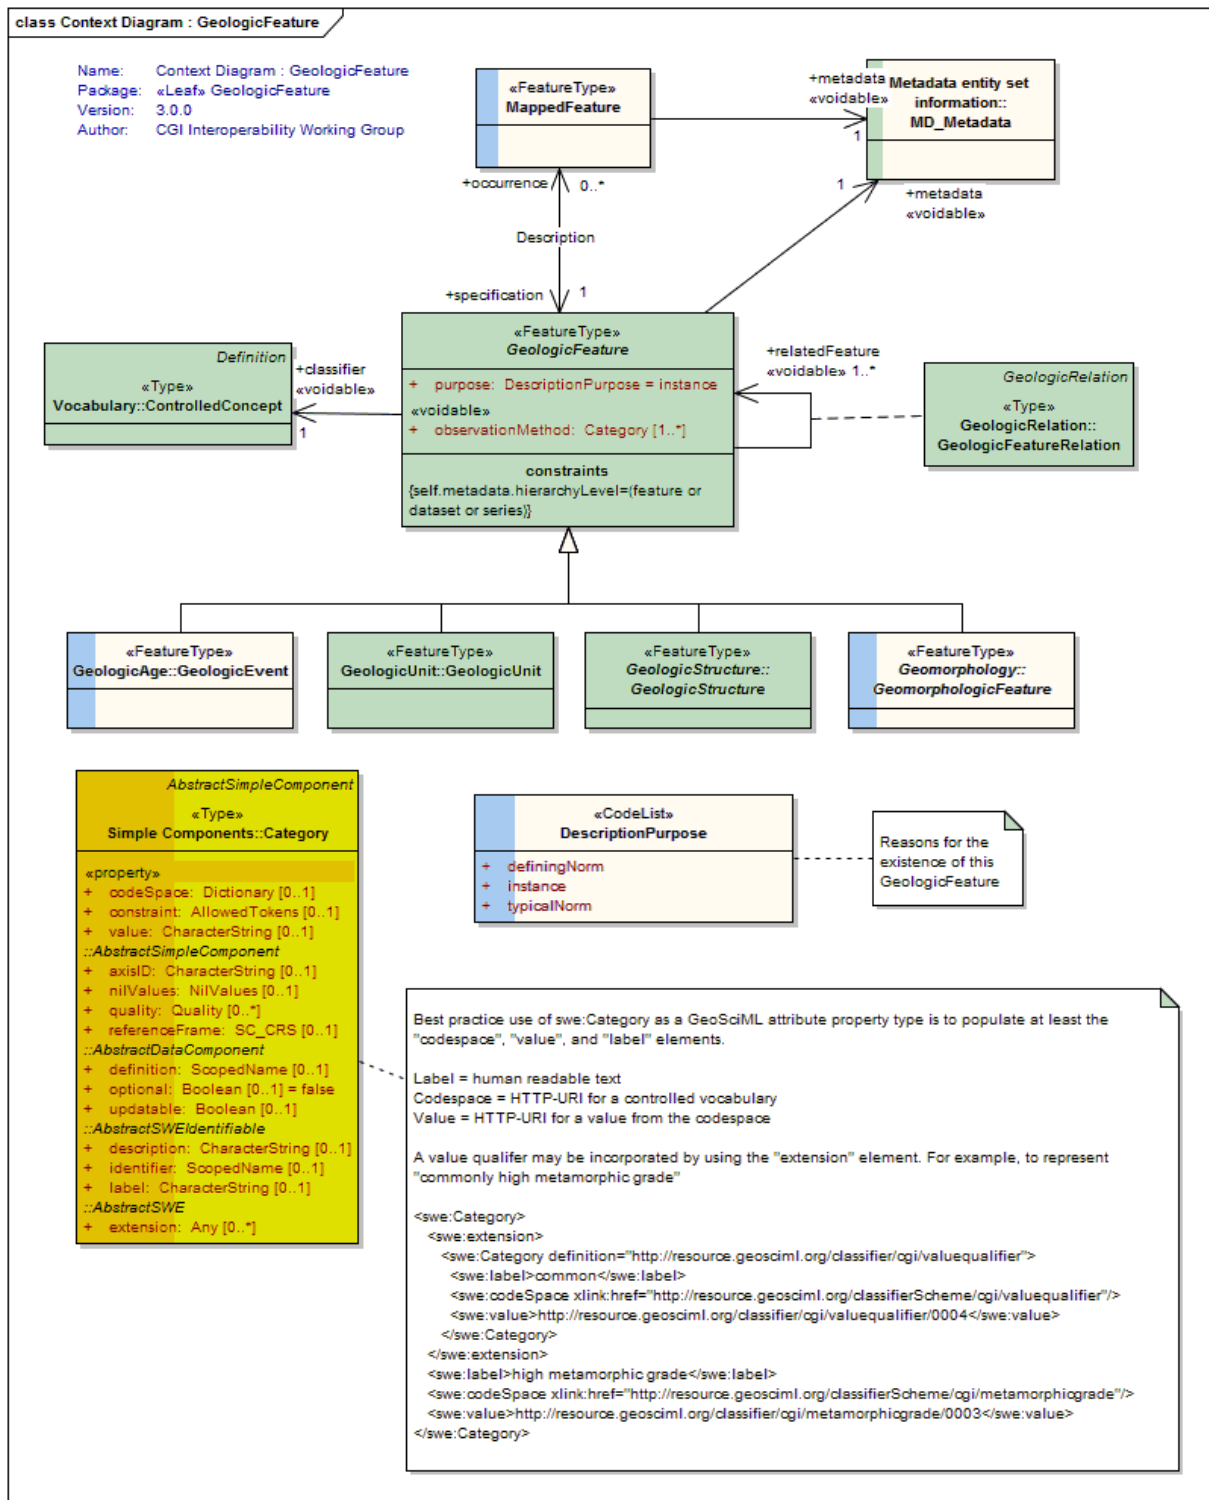 class Context Diagram : GeologicFeature
Name: Context Diagram : GeologicFeature
Package: «Leaf» GeologicFeature
Version: 3.0.0
Author: CGI Interoperability Working Group
«FeatureType»
MappedFeature
+metadata
«voidable»
1
Metadata entity set
information::
MD_Metadata
+occurrence
0..*
1
+metadata
«voidable»
Description
+specification
1
Definition
«Type»
Vocabulary::ControlledConcept
+classifier
«voidable»
1
«FeatureType»
GeologicFeature
+ purpose: DescriptionPurpose = instance
«voidable»
+ observationMethod: Category [1..*]
constraints
{self.metadata.hierarchyLevel=(feature or
dataset or series)}
+relatedFeature
«voidable» 1..*
GeologicRelation
«Type»
GeologicRelation::
GeologicFeatureRelation
«FeatureType»
GeologicAge::GeologicEvent
«FeatureType»
GeologicUnit::GeologicUnit
«FeatureType»
GeologicStructure::
GeologicStructure
«FeatureType»
Geomorphology::
GeomorphologicFeature
AbstractSimpleComponent
«Type»
Simple Components::Category
«property»
+ codeSpace: Dictionary [0..1]
+ constraint: AllowedTokens [0..1]
+ value: CharacterString [0..1]
::AbstractSimpleComponent
+ axisID: CharacterString [0..1]
+ nilValues: NilValues [0..1]
+ quality: Quality [0..*]
+ referenceFrame: SC_CRS [0..1]
::AbstractDataComponent
+ definition: ScopedName [0..1]
+ optional: Boolean [0..1] = false
+ updatable: Boolean [0..1]
::AbstractSWEIdentifiable
+ description: CharacterString [0..1]
+ identifier: ScopedName [0..1]
+ label: CharacterString [0..1]
::AbstractSWE
+ extension: Any [0..*]
«CodeList»
DescriptionPurpose
+ definingNorm
+ instance
+ typicalNorm
Reasons for the
existence of this
GeologicFeature
Best practice use of swe:Category as a GeoSciML attribute property type is to populate at least the
"codespace", "value", and "label" elements.
Label = human readable text
Codespace = HTTP-URI for a controlled vocabulary
Value = HTTP-URI for a value from the codespace
A value qualifer may be incorporated by using the "extension" element. For example, to represent
"commonly high metamorphic grade"
<swe:Category>
<swe:extension>
<swe:Category definition="http://resource.geosciml.org/classifier/cgi/valuequalifier">
<swe:label>common</swe:label>
<swe:codeSpace xlink:href="http://resource.geosciml.org/classifierScheme/cgi/valuequalifier"/>
<swe:value>http://resource.geosciml.org/classifier/cgi/valuequalifier/0004</swe:value>
</swe:Category>
</swe:extension>
<swe:label>high metamorphic grade</swe:label>
<swe:codeSpace xlink:href="http://resource.geosciml.org/classifierScheme/cgi/metamorphicgrade"/>
<swe:value>http://resource.geosciml.org/classifier/cgi/metamorphicgrade/0003</swe:value>
</swe:Category>